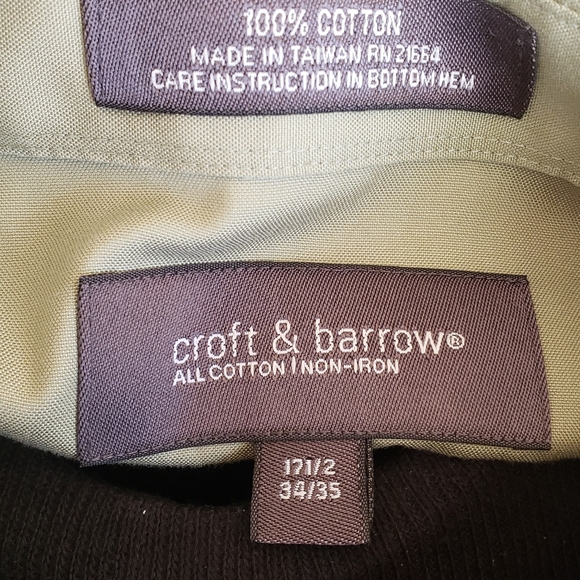 100% COTTON
MADE IN TAIWAN RN 21664
CARE INSTRUCTION IN BOTTOM HEM
croft & barrow®
ALL COTTON | NON-IRON
17 1/2
34/35